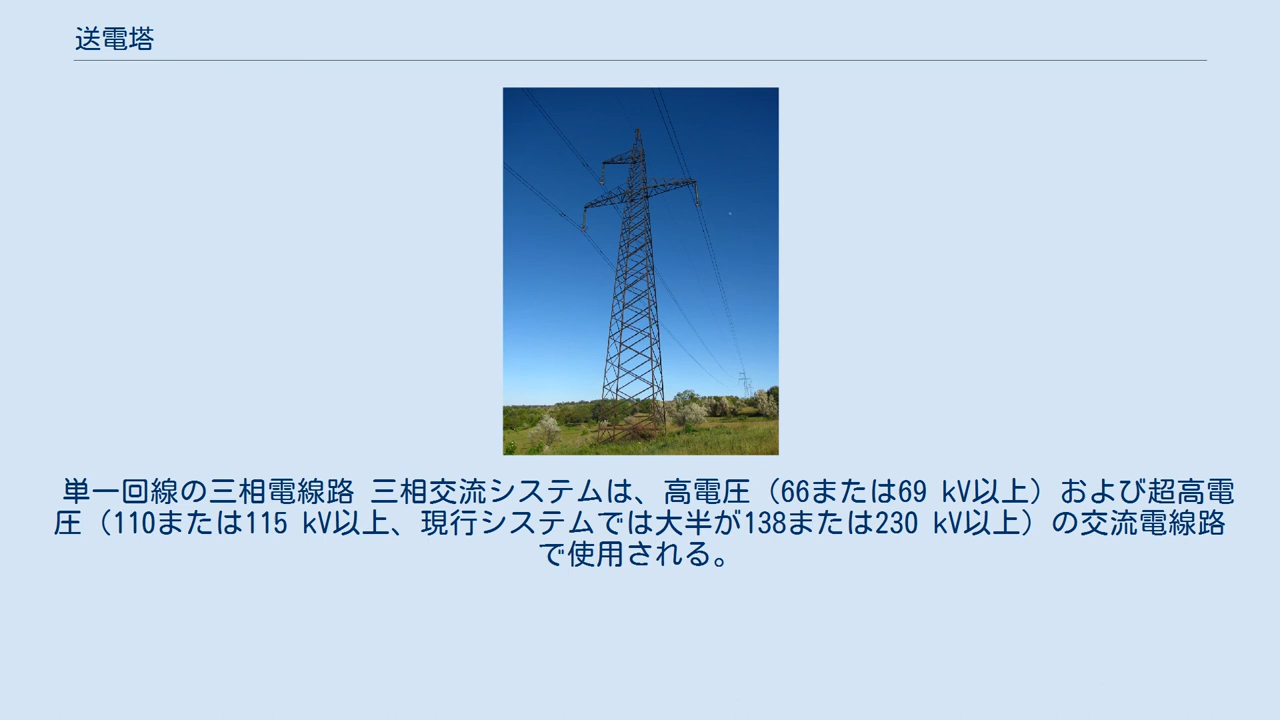 送電塔
単一回線の三相電線路 三相交流システムは、高電圧（66または69 kV以上）および超高電
圧（110または115 kV以上、現行システムでは大半が138または230 kV以上）の交流電線路
で使用される。